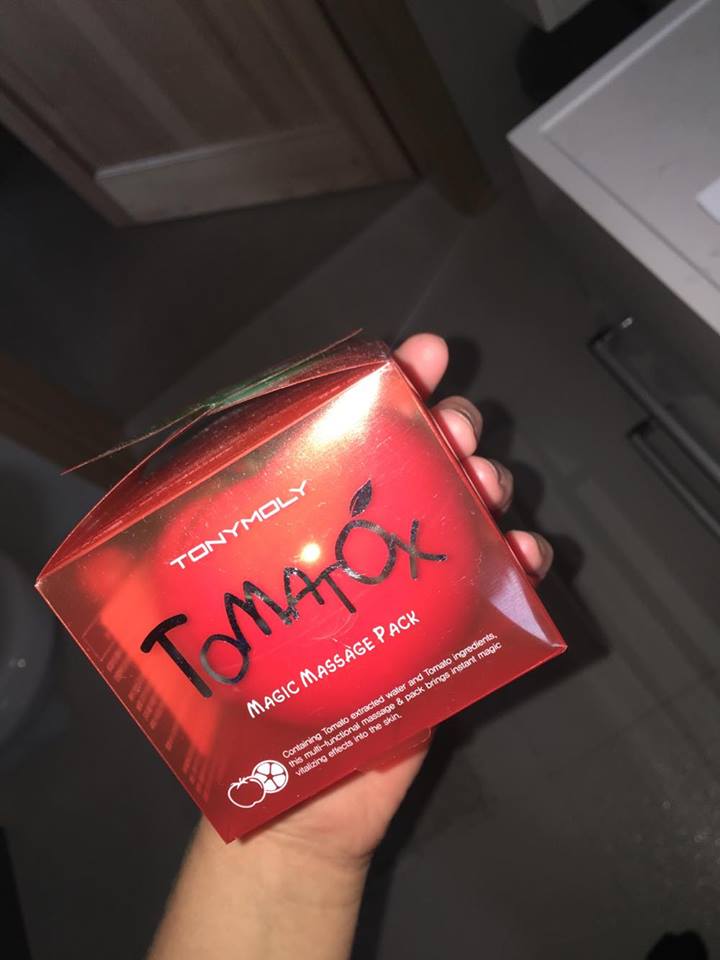 TONYMOLY
TOMATOX
MAGIC MASSAGE PACK
Containing Tomato extracted water and Tomato ingredients,
this multi-functional massage & pack brings instant magic
vitalizing effects into the skin.